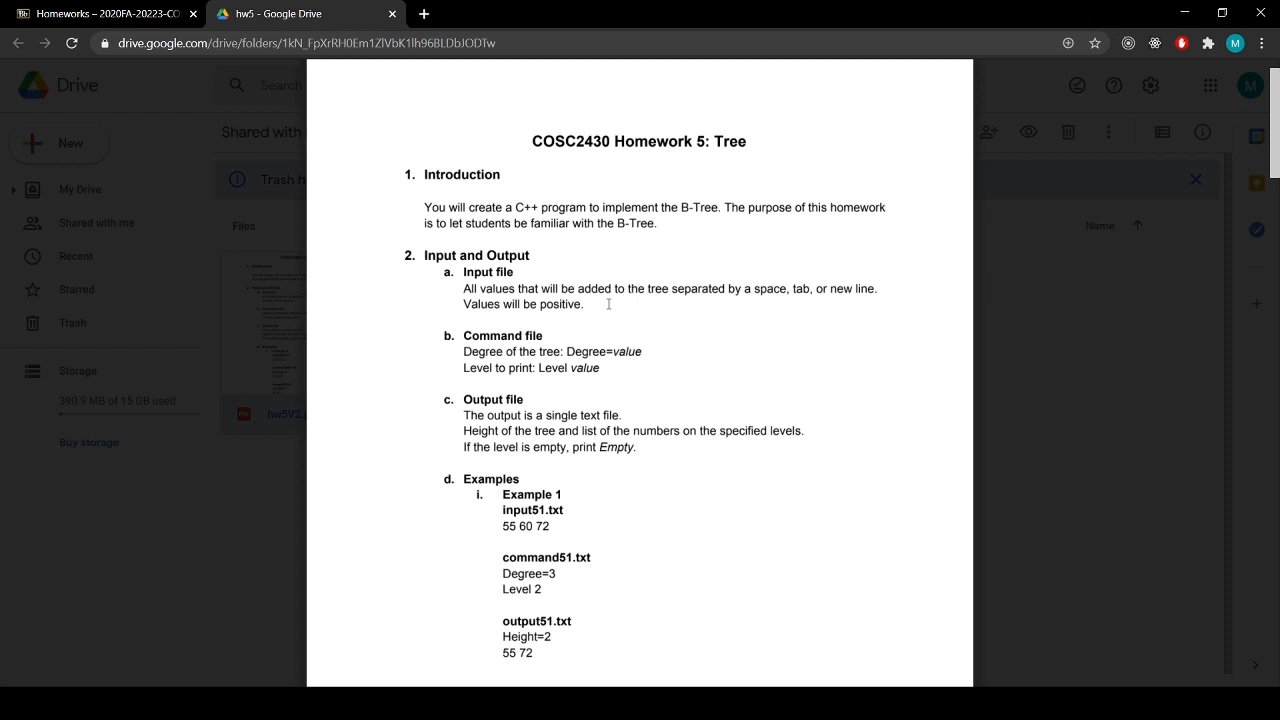 Homeworks - 2020FA-20223-CO
hw5 - Google Drive
drive.google.com/drive/folders/1kN_FpXrRH0Em1ZlVbK1lh96BLDbJODTw
M
Drive
Search
M
New
Shared with
Trash h
My Drive
Shared with me
Recent
Starred
Trash
Storage
390.9 MB of 15 GB used
Buy storage
Files
Name
hw5V2.p
COSC2430 Homework 5: Tree
1. Introduction
You will create a C++ program to implement the B-Tree. The purpose of this homework
is to let students be familiar with the B-Tree.
2. Input and Output
a. Input file
All values that will be added to the tree separated by a space, tab, or new line.
Values will be positive.
b. Command file
Degree of the tree: Degree=value
Level to print: Level value
c. Output file
The output is a single text file.
Height of the tree and list of the numbers on the specified levels.
If the level is empty, print Empty.
d. Examples
i. Example 1
input51.txt
55 60 72
command51.txt
Degree=3
Level 2
output51.txt
Height=2
55 72